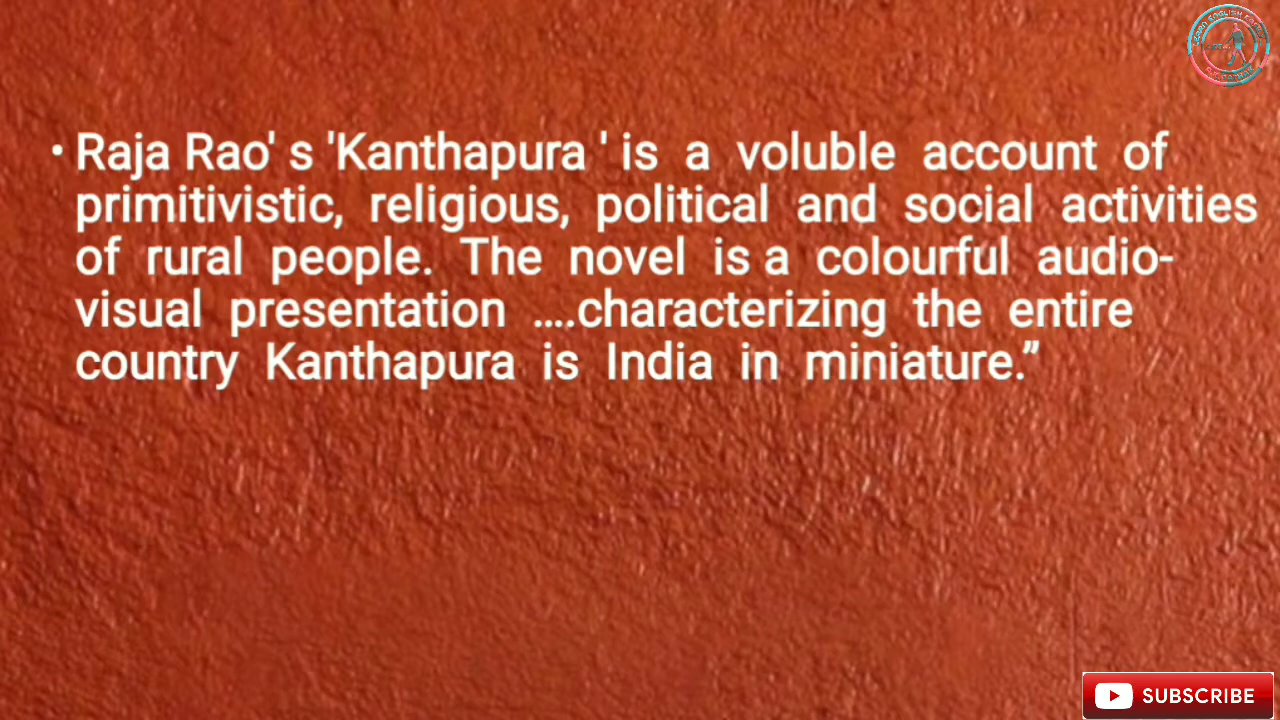 • Raja Rao' s 'Kanthapura ' is a voluble account of
primitivistic, religious, political and social activities
of rural people. The novel is a colourful audio-
visual presentation ....characterizing the entire
country Kanthapura is India in miniature.”
SUBSCRIBE